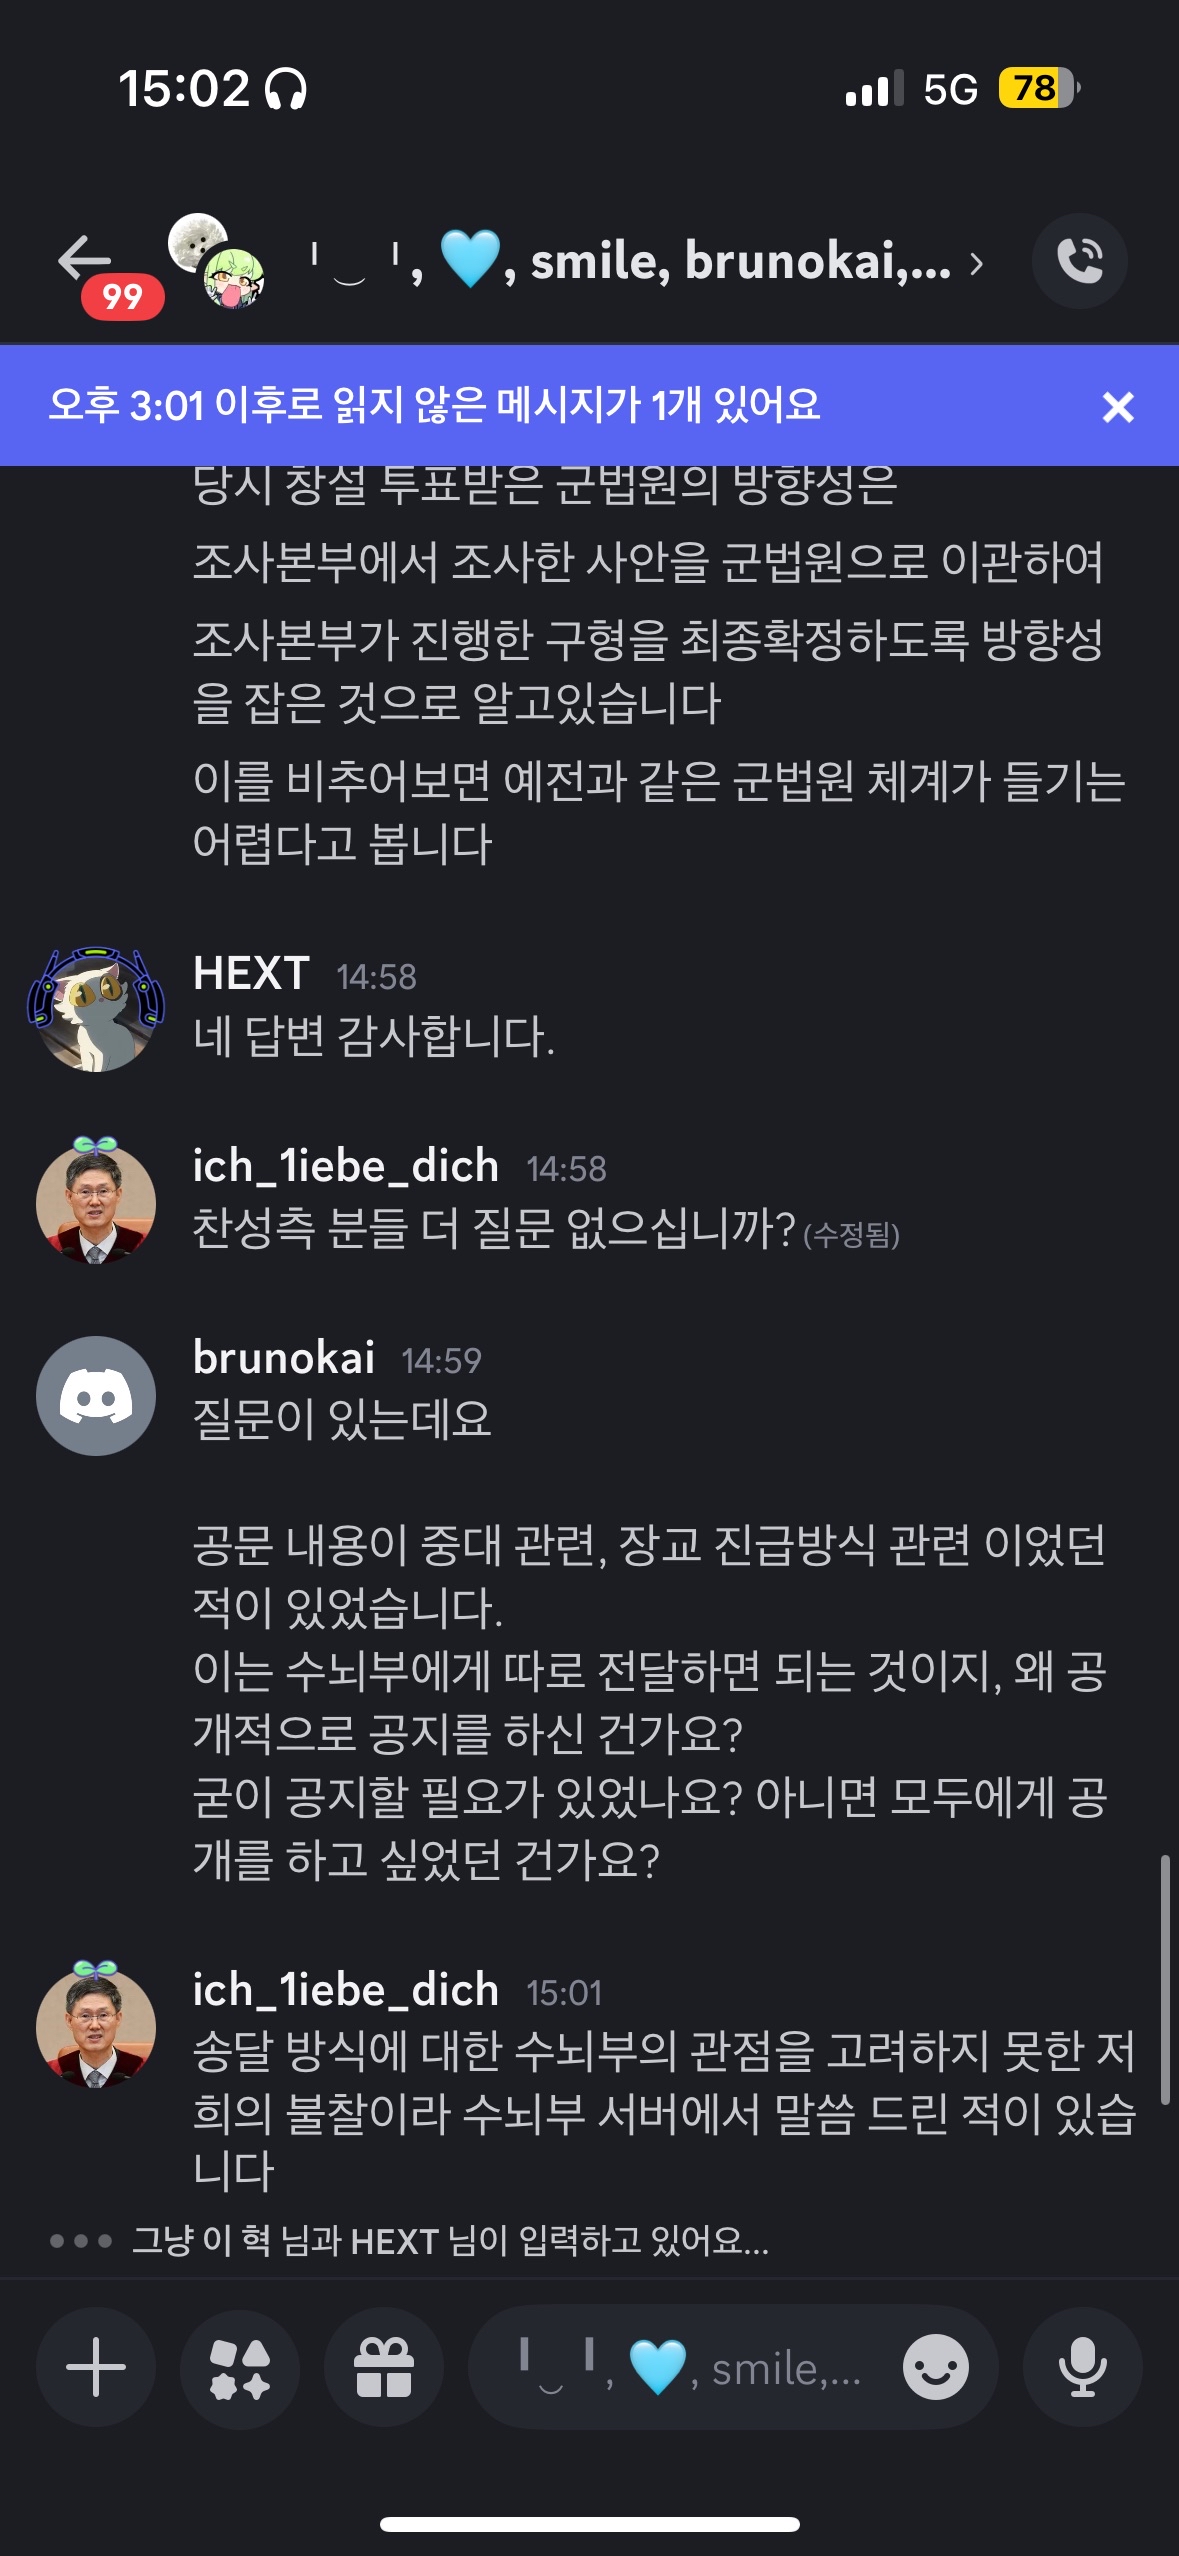 15:02
5G
78
99
╵‿╵, 🩵, smile, brunokai,... ›
오후 3:01 이후로 읽지 않은 메시지가 1개 있어요
당시 창설 투표받은 군법원의 방향성은
조사본부에서 조사한 사안을 군법원으로 이관하여
조사본부가 진행한 구형을 최종확정하도록 방향성
을 잡은 것으로 알고있습니다
이를 비추어보면 예전과 같은 군법원 체계가 들기는
어렵다고 봅니다
HEXT 14:58
네 답변 감사합니다.
ich_1iebe_dich 14:58
찬성측 분들 더 질문 없으십니까? (수정됨)
brunokai 14:59
질문이 있는데요
공문 내용이 중대 관련, 장교 진급방식 관련 이었던
적이 있었습니다.
이는 수뇌부에게 따로 전달하면 되는 것이지, 왜 공
개적으로 공지를 하신 건가요?
굳이 공지할 필요가 있었나요? 아니면 모두에게 공
개를 하고 싶었던 건가요?
ich_1iebe_dich 15:01
송달 방식에 대한 수뇌부의 관점을 고려하지 못한 저
희의 불찰이라 수뇌부 서버에서 말씀 드린 적이 있습
니다
그냥 이 혁 님과 HEXT 님이 입력하고 있어요...
╹‿╹, 🩵, smile,...